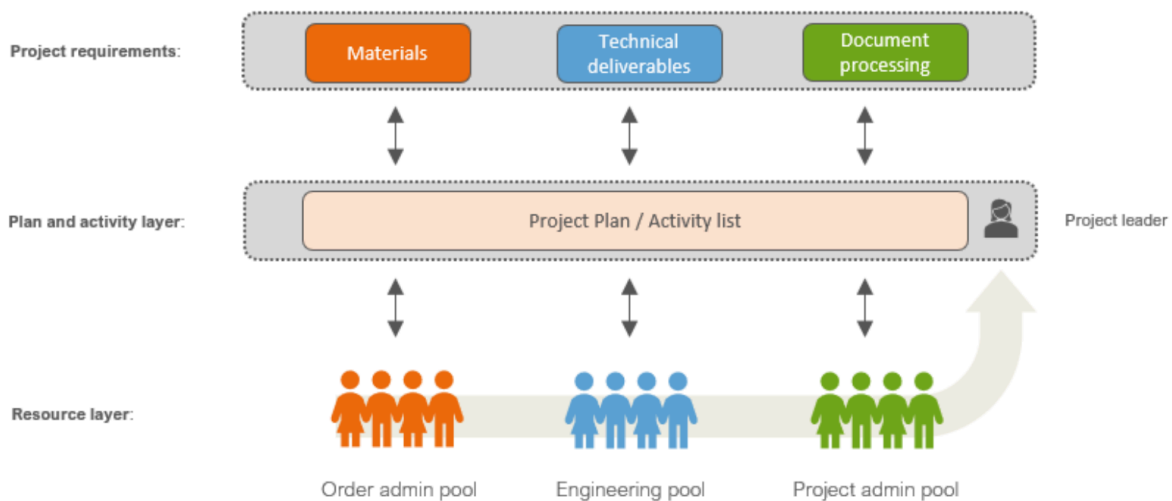 Project requirements:
Materials
Technical
deliverables
Document
processing
Plan and activity layer:
Project Plan / Activity list
Project leader
Resource layer:
Order admin pool
Engineering pool
Project admin pool